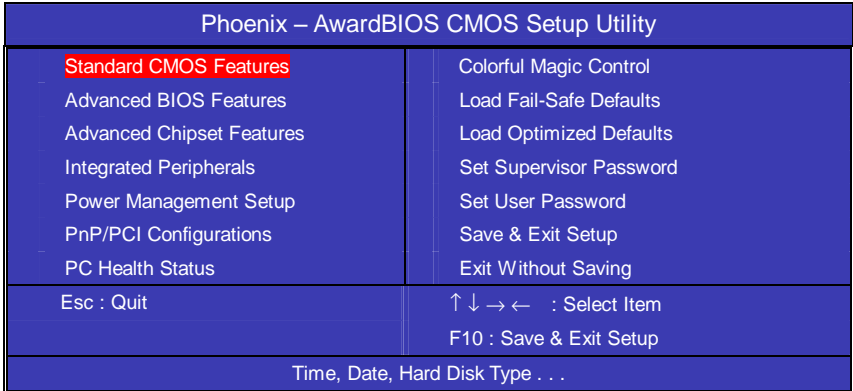 Phoenix – AwardBIOS CMOS Setup Utility
Standard CMOS Features
Advanced BIOS Features
Advanced Chipset Features
Integrated Peripherals
Power Management Setup
PnP/PCI Configurations
PC Health Status
Colorful Magic Control
Load Fail-Safe Defaults
Load Optimized Defaults
Set Supervisor Password
Set User Password
Save & Exit Setup
Exit Without Saving
Esc : Quit
↑ ↓ → ← : Select Item
F10 : Save & Exit Setup
Time, Date, Hard Disk Type . . .